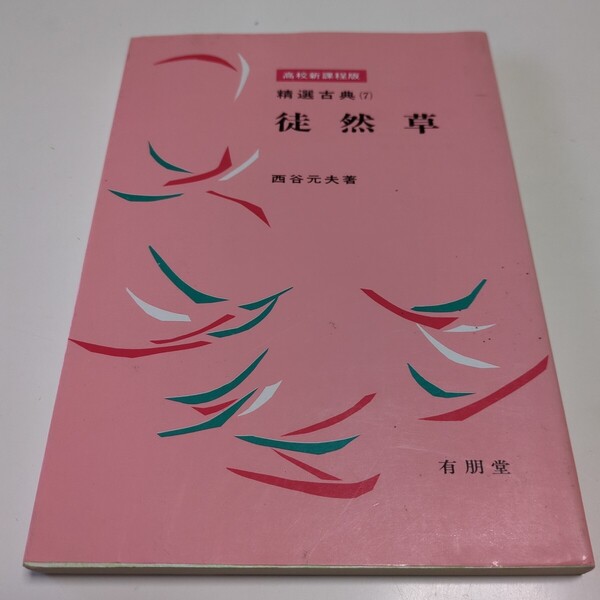 高校新課程版
精選古典(7)
徒然草
西谷元夫著
有朋堂